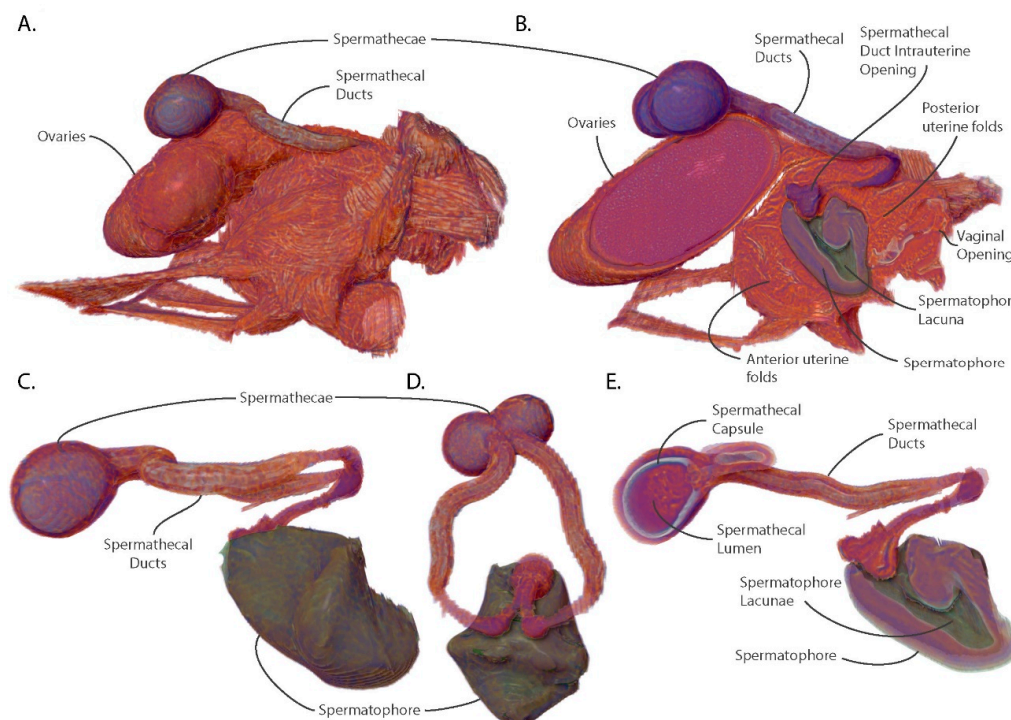 A.
B.
Spermathecae
Spermathecal
Ducts
Ovaries
Spermathecal
Ducts
Spermathecal
Duct Intrauterine
Opening
Ovaries
Posterior
uterine folds
Vaginal
Opening
Spermatophor
Lacuna
Spermatophore
Anterior uterine
folds
C.
D.
E.
Spermathecae
Spermathecal
Ducts
Spermatophore
Spermathecal
Capsule
Spermathecal
Ducts
Spermathecal
Lumen
Spermatophore
Lacunae
Spermatophore